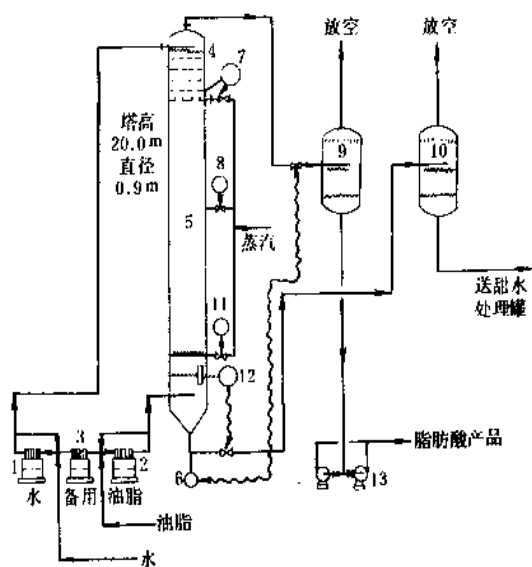 放空
放空
4
7
塔高
20.0m
直径
0.9m
8
9
10
5
蒸汽
11
送甜水
处理罐
12
3
脂肪酸产品
1
2
6
13
水
备用
油脂
油脂
水